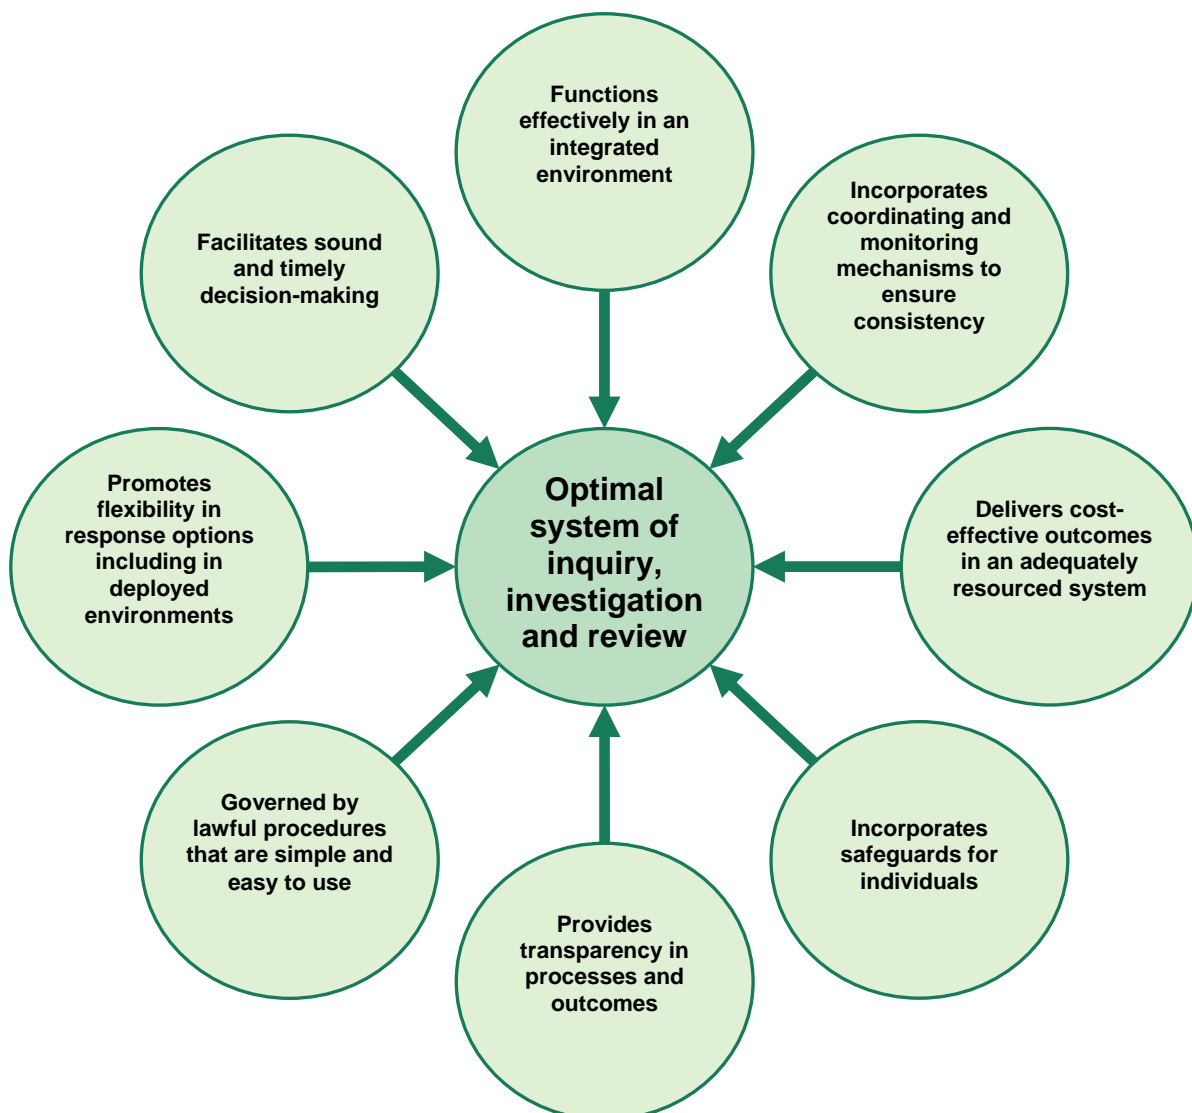 Functions
effectively in an
integrated
environment
Incorporates
coordinating and
monitoring
mechanisms to
ensure
consistency
Facilitates sound
and timely
decision-making
Promotes
flexibility in
response options
including in
deployed
environments
Optimal
system of
inquiry,
investigation
and review
Delivers cost-
effective outcomes
in an adequately
resourced system
Governed by
lawful procedures
that are simple and
easy to use
Incorporates
safeguards for
individuals
Provides
transparency in
processes and
outcomes